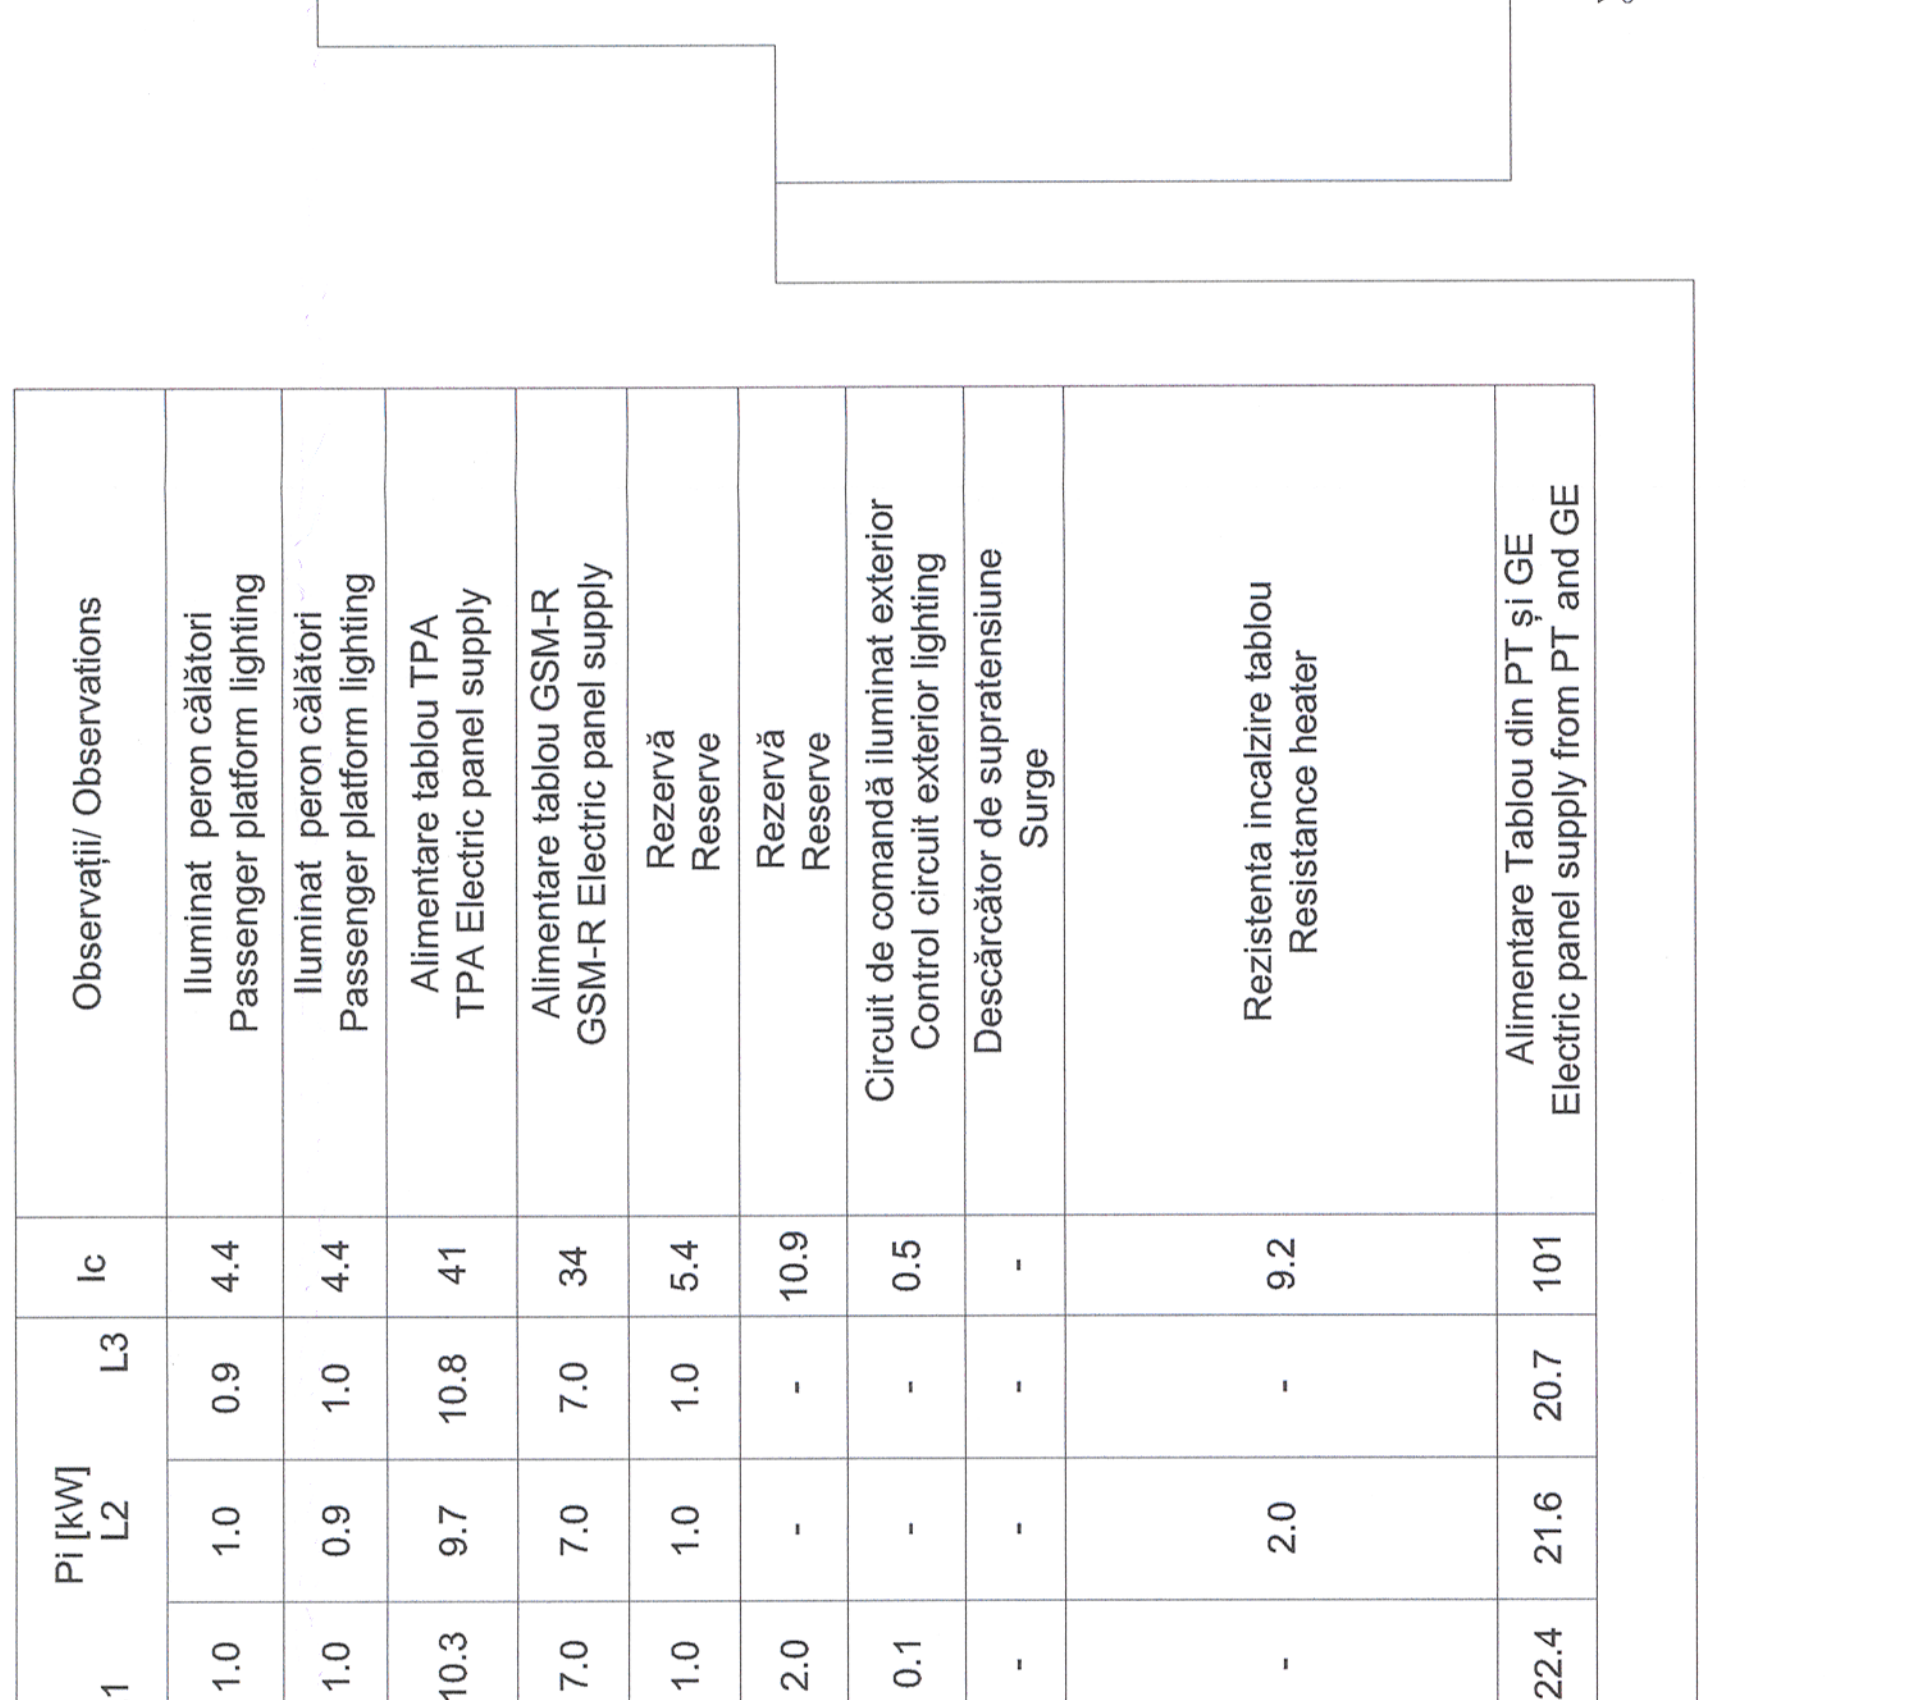 Pi [kW] Ic Observații/ Observations
1 L2 L3
1.0 1.0 0.9 4.4 Iluminat peron călători
Passenger platform lighting
1.0 0.9 1.0 4.4 Iluminat peron călători
Passenger platform lighting
10.3 9.7 10.8 41 Alimentare tablou TPA
TPA Electric panel supply
7.0 7.0 7.0 34 Alimentare tablou GSM-R
GSM-R Electric panel supply
1.0 1.0 1.0 5.4 Rezervă
Reserve
2.0 - - 10.9 Rezervă
Reserve
0.1 - - 0.5 Circuit de comandă iluminat exterior
Control circuit exterior lighting
- - - - Descărcător de supratensiune
Surge
- 2.0 - 9.2 Rezistenta incalzire tablou
Resistance heater
22.4 21.6 20.7 101 Alimentare Tablou din PT și GE
Electric panel supply from PT and GE